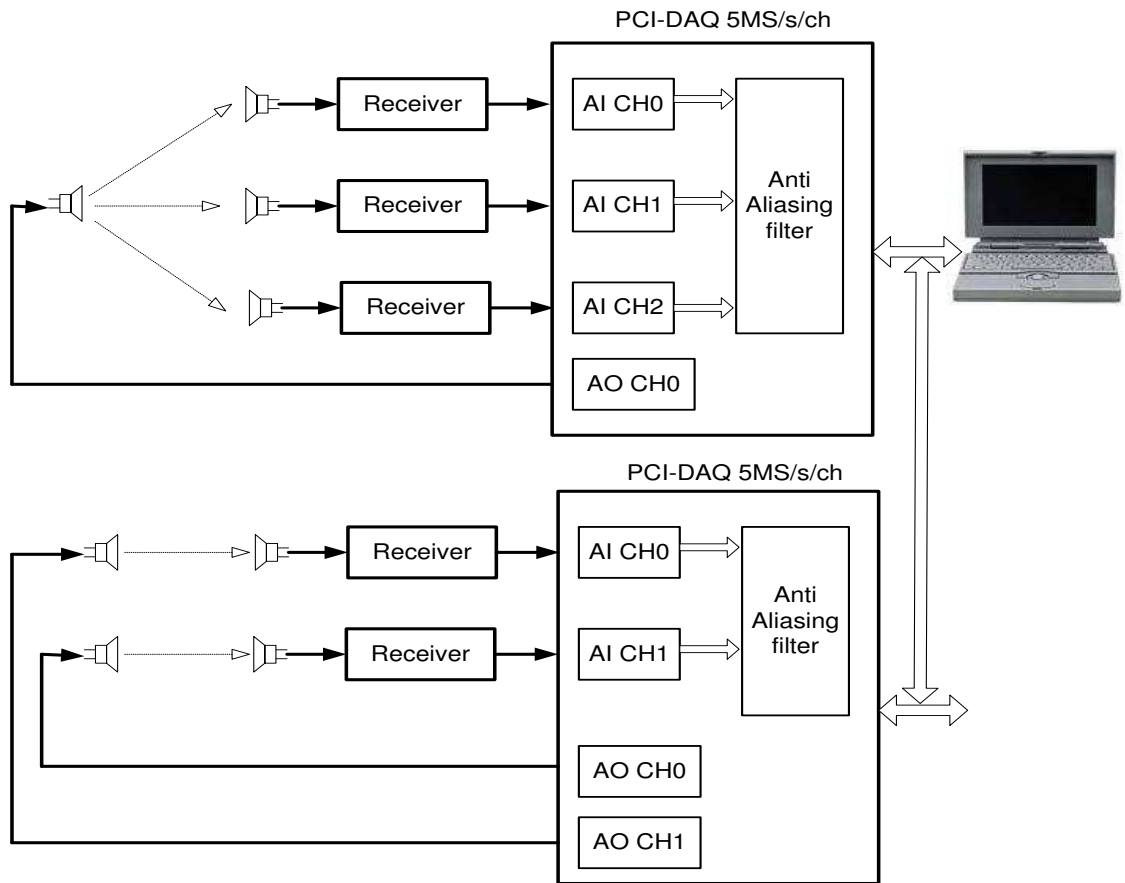 PCI-DAQ 5MS/s/ch
Receiver
AI CH0
Receiver
AI CH1
Anti
Aliasing
filter
Receiver
AI CH2
AO CH0
PCI-DAQ 5MS/s/ch
Receiver
AI CH0
Anti
Aliasing
filter
Receiver
AI CH1
AO CH0
AO CH1